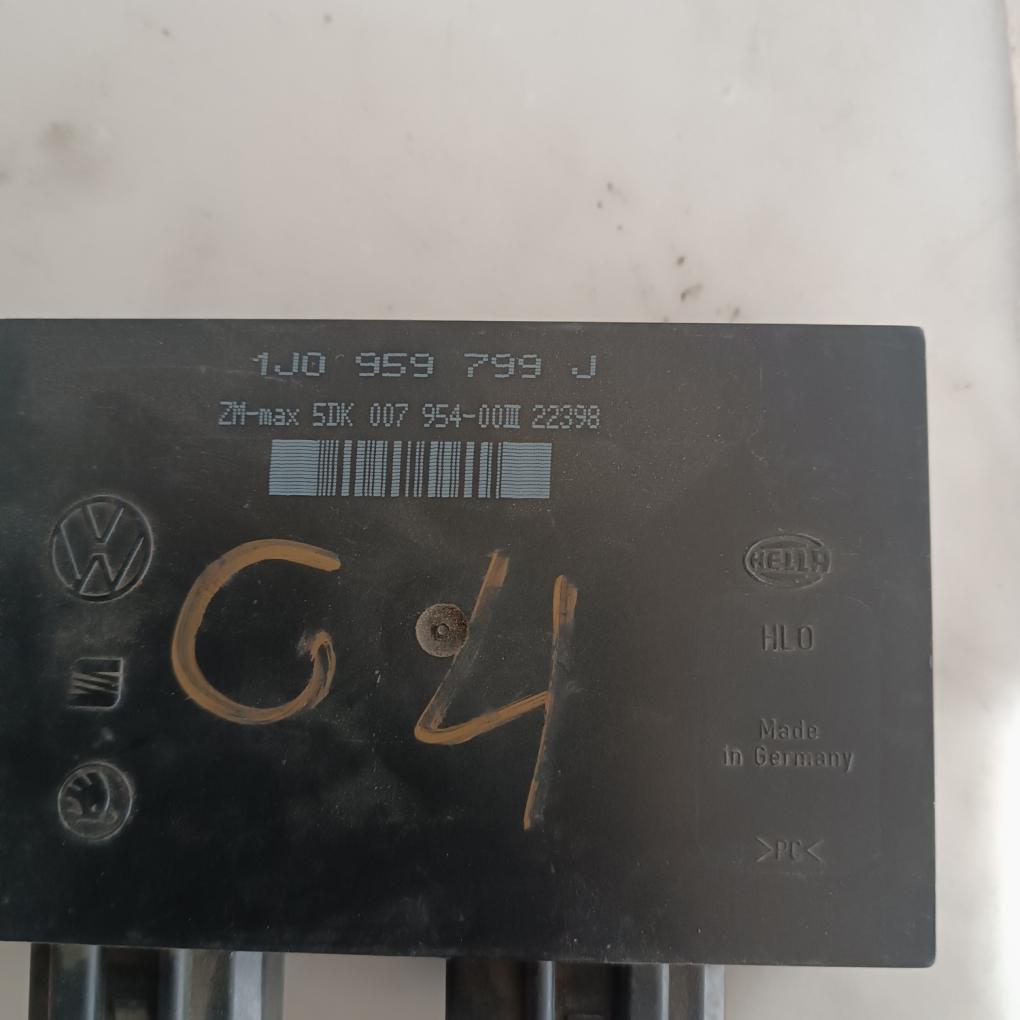 1J0 959 799 J
ZM-max 5DK 007 954-00III 22398
G4
HELLA
HLO
Made
in Germany
>PC<